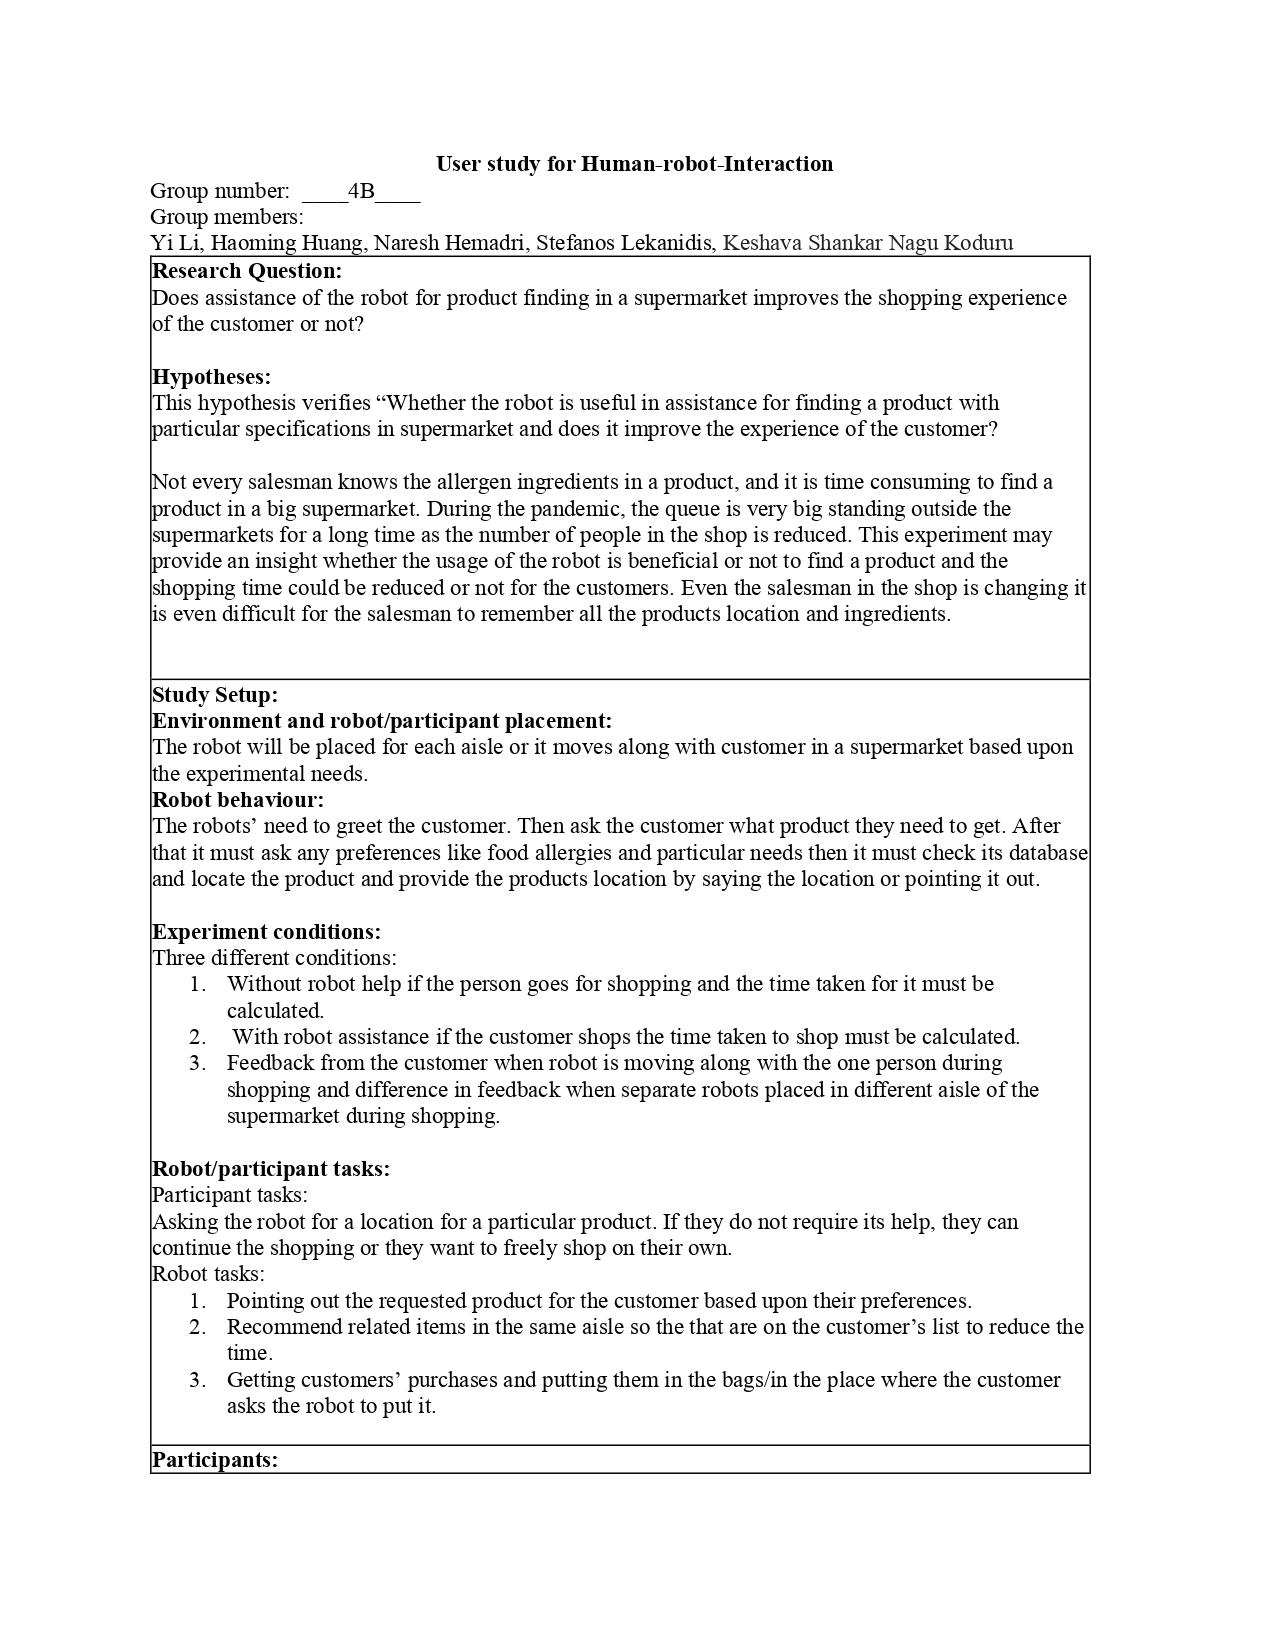 User study for Human-robot-Interaction
Group number: ____4B____
Group members:
Yi Li, Haoming Huang, Naresh Hemadri, Stefanos Lekanidis, Keshava Shankar Nagu Koduru
Research Question:
Does assistance of the robot for product finding in a supermarket improves the shopping experience
of the customer or not?
Hypotheses:
This hypothesis verifies “Whether the robot is useful in assistance for finding a product with
particular specifications in supermarket and does it improve the experience of the customer?
Not every salesman knows the allergen ingredients in a product, and it is time consuming to find a
product in a big supermarket. During the pandemic, the queue is very big standing outside the
supermarkets for a long time as the number of people in the shop is reduced. This experiment may
provide an insight whether the usage of the robot is beneficial or not to find a product and the
shopping time could be reduced or not for the customers. Even the salesman in the shop is changing it
is even difficult for the salesman to remember all the products location and ingredients.
Study Setup:
Environment and robot/participant placement:
The robot will be placed for each aisle or it moves along with customer in a supermarket based upon
the experimental needs.
Robot behaviour:
The robots’ need to greet the customer. Then ask the customer what product they need to get. After
that it must ask any preferences like food allergies and particular needs then it must check its database
and locate the product and provide the products location by saying the location or pointing it out.
Experiment conditions:
Three different conditions:
1. Without robot help if the person goes for shopping and the time taken for it must be
calculated.
2. With robot assistance if the customer shops the time taken to shop must be calculated.
3. Feedback from the customer when robot is moving along with the one person during
shopping and difference in feedback when separate robots placed in different aisle of the
supermarket during shopping.
Robot/participant tasks:
Participant tasks:
Asking the robot for a location for a particular product. If they do not require its help, they can
continue the shopping or they want to freely shop on their own.
Robot tasks:
1. Pointing out the requested product for the customer based upon their preferences.
2. Recommend related items in the same aisle so the that are on the customer’s list to reduce the
time.
3. Getting customers’ purchases and putting them in the bags/in the place where the customer
asks the robot to put it.
Participants: